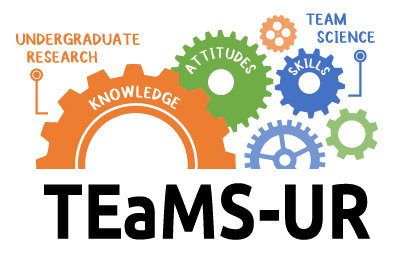 UNDERGRADUATE
RESEARCH
TEAM
SCIENCE
KNOWLEDGE
ATTITUDES
SKILLS
TEaMS-UR